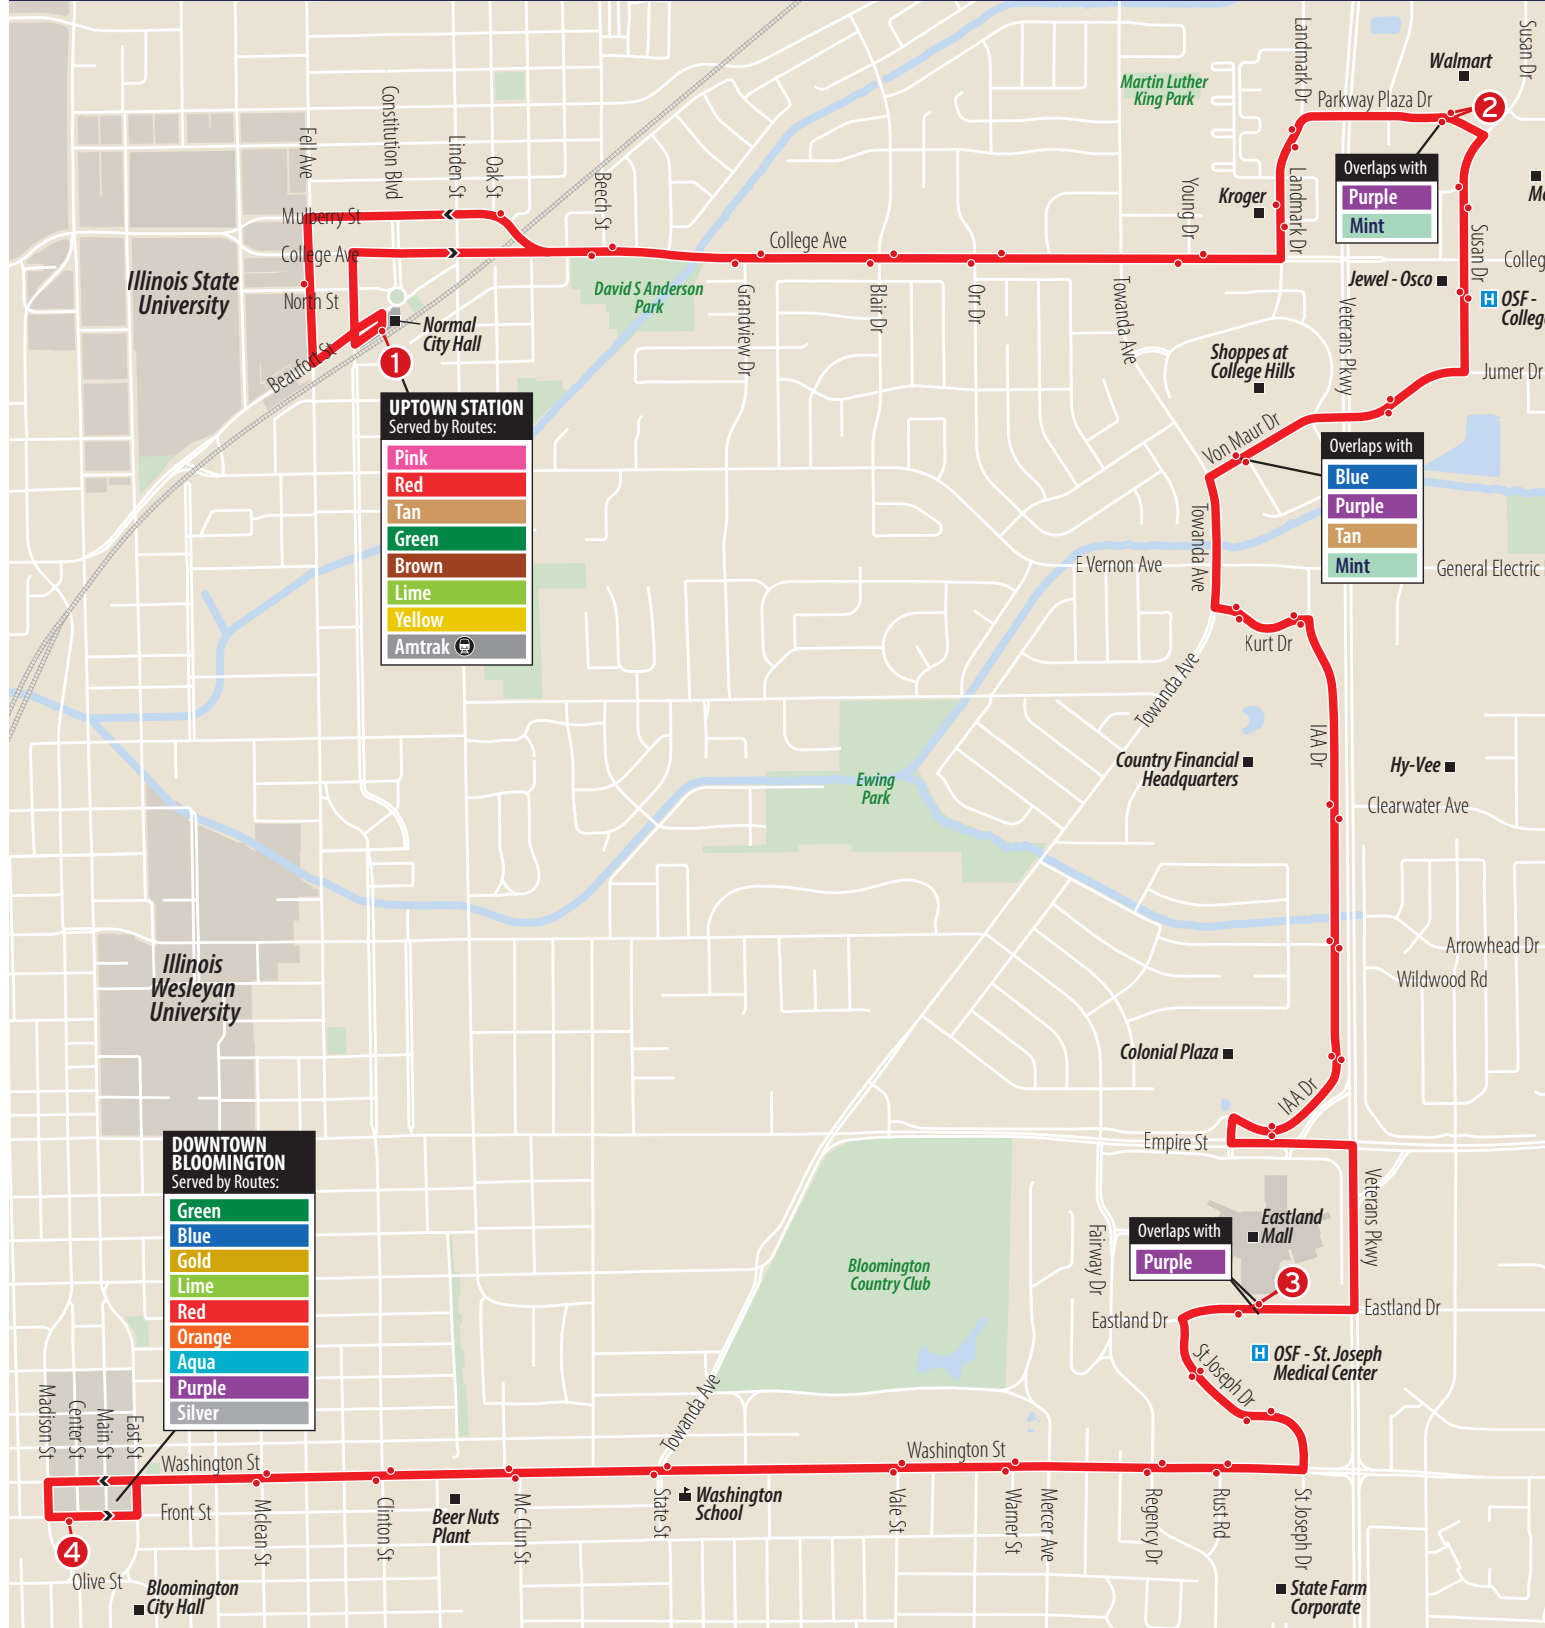 Walmart
Susan Dr
Landmark Dr
Parkway Plaza Dr
2
Martin Luther
King Park
Overlaps with
Purple
Mint
Me
Fell Ave
Constitution Blvd
Linden St
Oak St
Beech St
Young Dr
Kroger
Landmark Dr
Mulberry St
College Ave
College Ave
Susan Dr
Colleg
Illinois State
University
North St
David S Anderson
Park
Grandview Dr
Blair Dr
Orr Dr
Towanda Ave
Veterans Pkwy
Jewel - Osco
H OSF -
College
Normal
City Hall
Beaufort St
1
Shoppes at
College Hills
Jumer Dr
UPTOWN STATION
Served by Routes:
Pink
Red
Tan
Green
Brown
Lime
Yellow
Amtrak
Von Maur Dr
Overlaps with
Blue
Purple
Tan
Mint
Towanda Ave
E Vernon Ave
General Electric
Kurt Dr
Towanda Ave
IAA Dr
Country Financial
Headquarters
Hy-Vee
Ewing
Park
Clearwater Ave
Arrowhead Dr
Wildwood Rd
Illinois
Wesleyan
University
Colonial Plaza
IAA Dr
Empire St
DOWNTOWN
BLOOMINGTON
Served by Routes:
Green
Blue
Gold
Lime
Red
Orange
Aqua
Purple
Silver
Veterans Pkwy
Eastland
Mall
Overlaps with
Purple
Fairway Dr
Bloomington
Country Club
3
Eastland Dr
Eastland Dr
St Joseph Dr
H OSF - St. Joseph
Medical Center
Madison St
Center St
Main St
East St
Towanda Ave
Washington St
Washington St
Front St
Mclean St
Clinton St
Beer Nuts
Plant
Mc Clun St
State St
Washington
School
Vale St
Warner St
Mercer Ave
Regency Dr
Rust Rd
St Joseph Dr
4
Olive St
Bloomington
City Hall
State Farm
Corporate